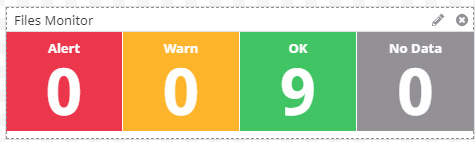 Files Monitor
Alert Warn OK No Data
0 0 9 0